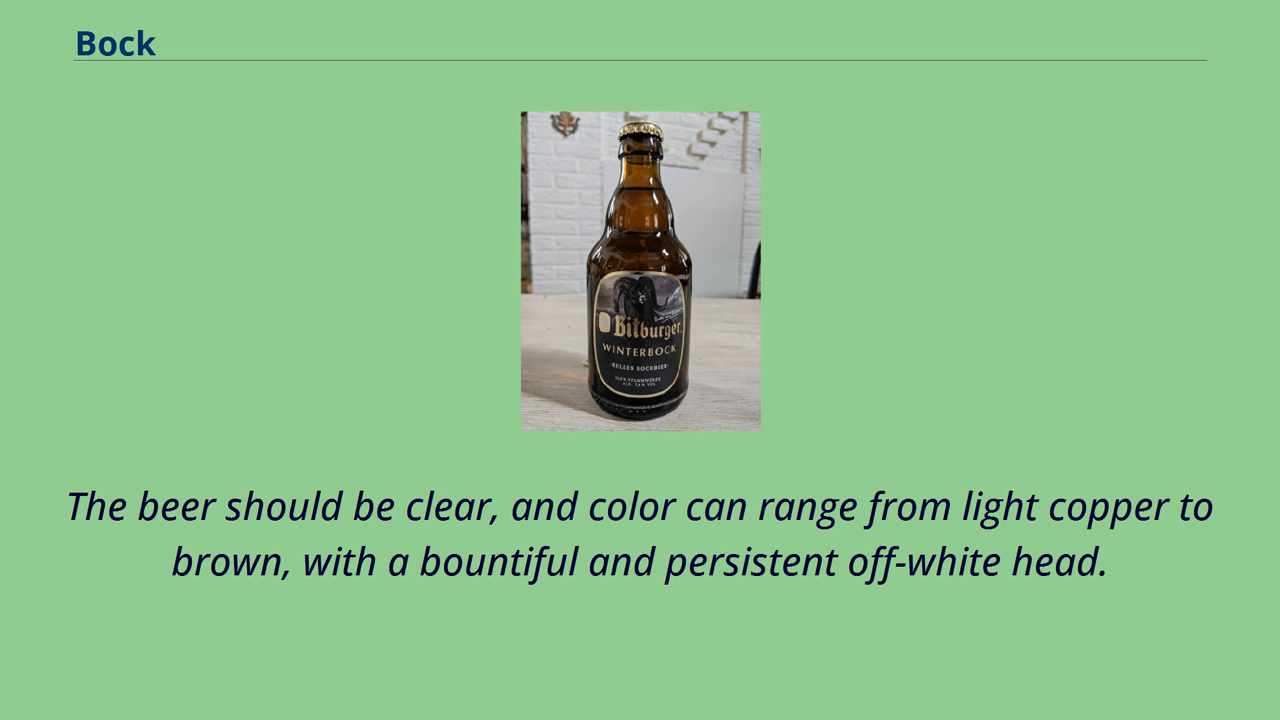 Bock
Bitburger
WINTERBOCK
·HELLES BOCKBIER·
The beer should be clear, and color can range from light copper to
brown, with a bountiful and persistent off-white head.